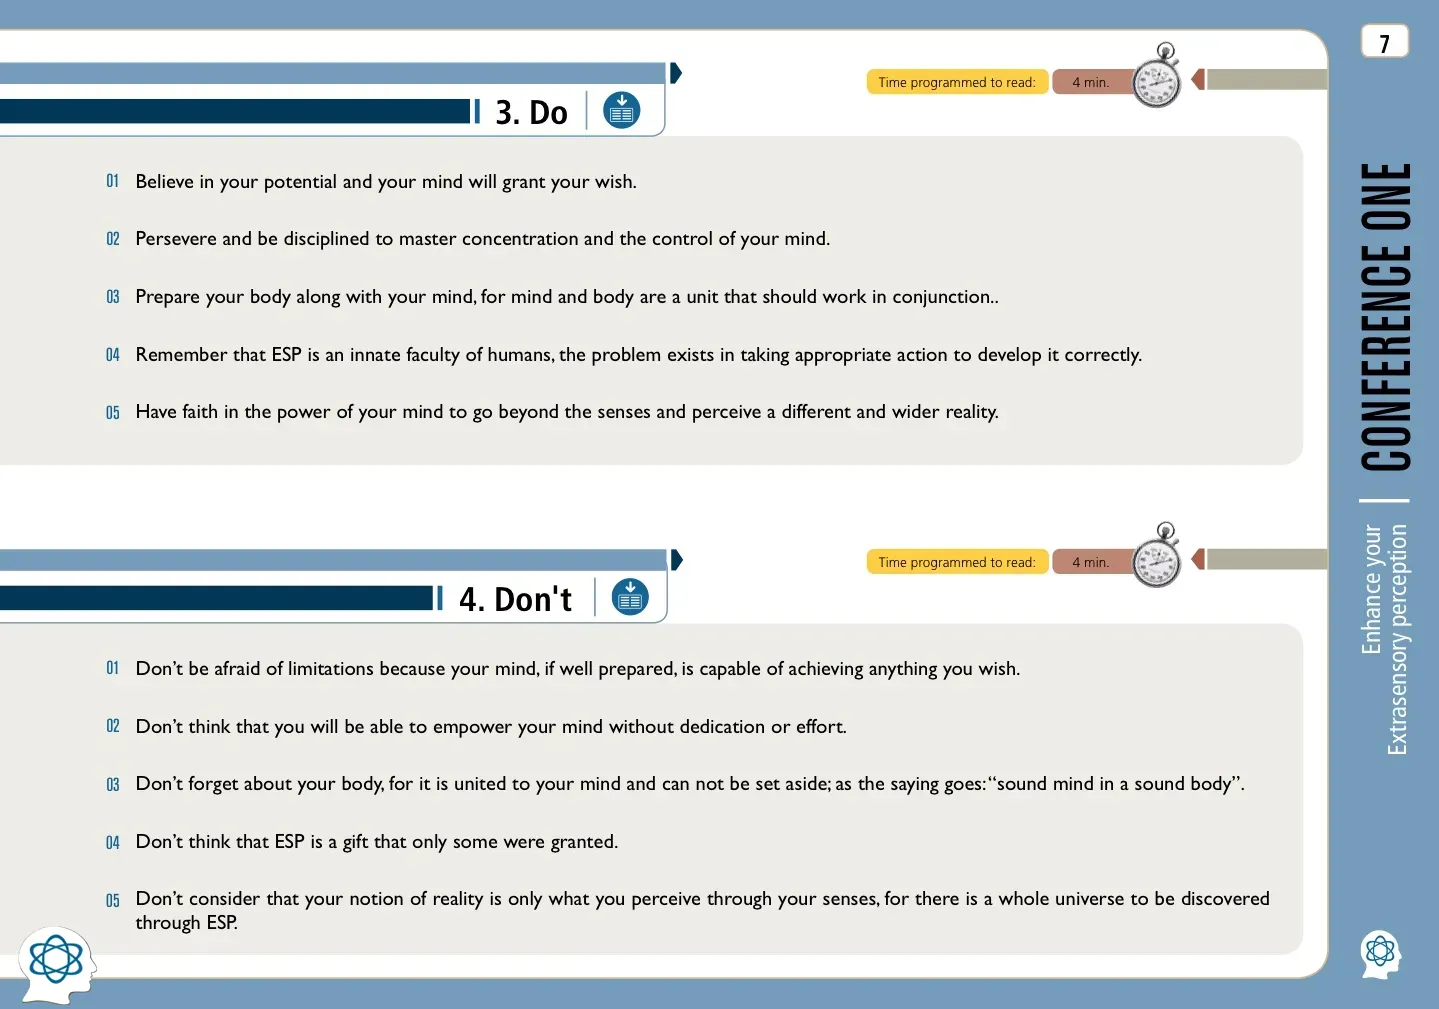 7
Time programmed to read: 4 min.
3. Do
01 Believe in your potential and your mind will grant your wish.
02 Persevere and be disciplined to master concentration and the control of your mind.
03 Prepare your body along with your mind, for mind and body are a unit that should work in conjunction..
04 Remember that ESP is an innate faculty of humans, the problem exists in taking appropriate action to develop it correctly.
05 Have faith in the power of your mind to go beyond the senses and perceive a different and wider reality.
Time programmed to read: 4 min.
4. Don't
01 Don’t be afraid of limitations because your mind, if well prepared, is capable of achieving anything you wish.
02 Don’t think that you will be able to empower your mind without dedication or effort.
03 Don’t forget about your body, for it is united to your mind and can not be set aside; as the saying goes: “sound mind in a sound body”.
04 Don’t think that ESP is a gift that only some were granted.
05 Don’t consider that your notion of reality is only what you perceive through your senses, for there is a whole universe to be discovered
through ESP.
CONFERENCE ONE
Enhance your
Extrasensory perception